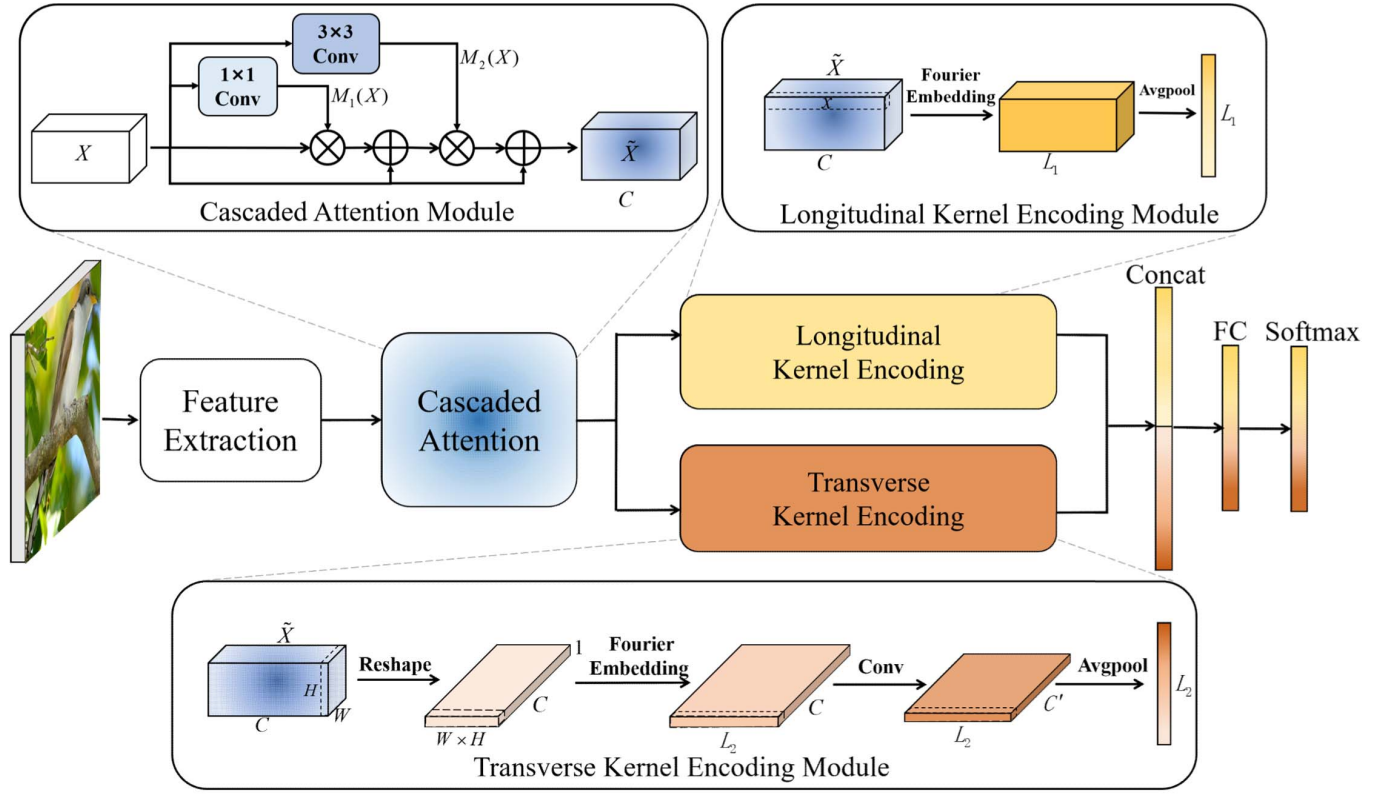 3×3
Conv
M₂(X)
1×1
Conv
M₁(X)
X
X̃
C
Cascaded Attention Module
X̃
x
C
Fourier
Embedding
L₁
Avgpool
L₁
Longitudinal Kernel Encoding Module
Feature
Extraction
Cascaded
Attention
Longitudinal
Kernel Encoding
Transverse
Kernel Encoding
Concat
FC
Softmax
X̃
H
C
W
Reshape
1
C
W × H
Fourier
Embedding
C
L₂
Conv
C′
L₂
Avgpool
L₂
Transverse Kernel Encoding Module